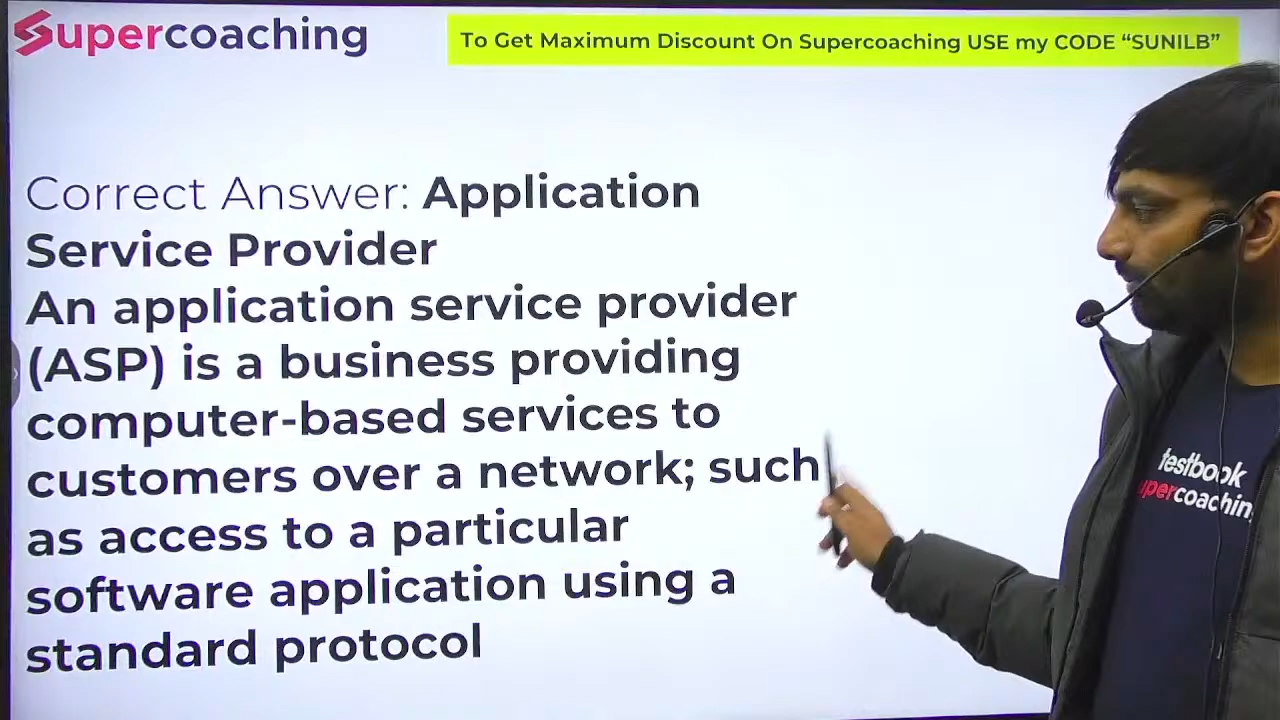 Supercoaching
To Get Maximum Discount On Supercoaching USE my CODE “SUNILB”
Correct Answer: Application
Service Provider
An application service provider
(ASP) is a business providing
computer-based services to
customers over a network; such
as access to a particular
software application using a
standard protocol
testbook
supercoaching